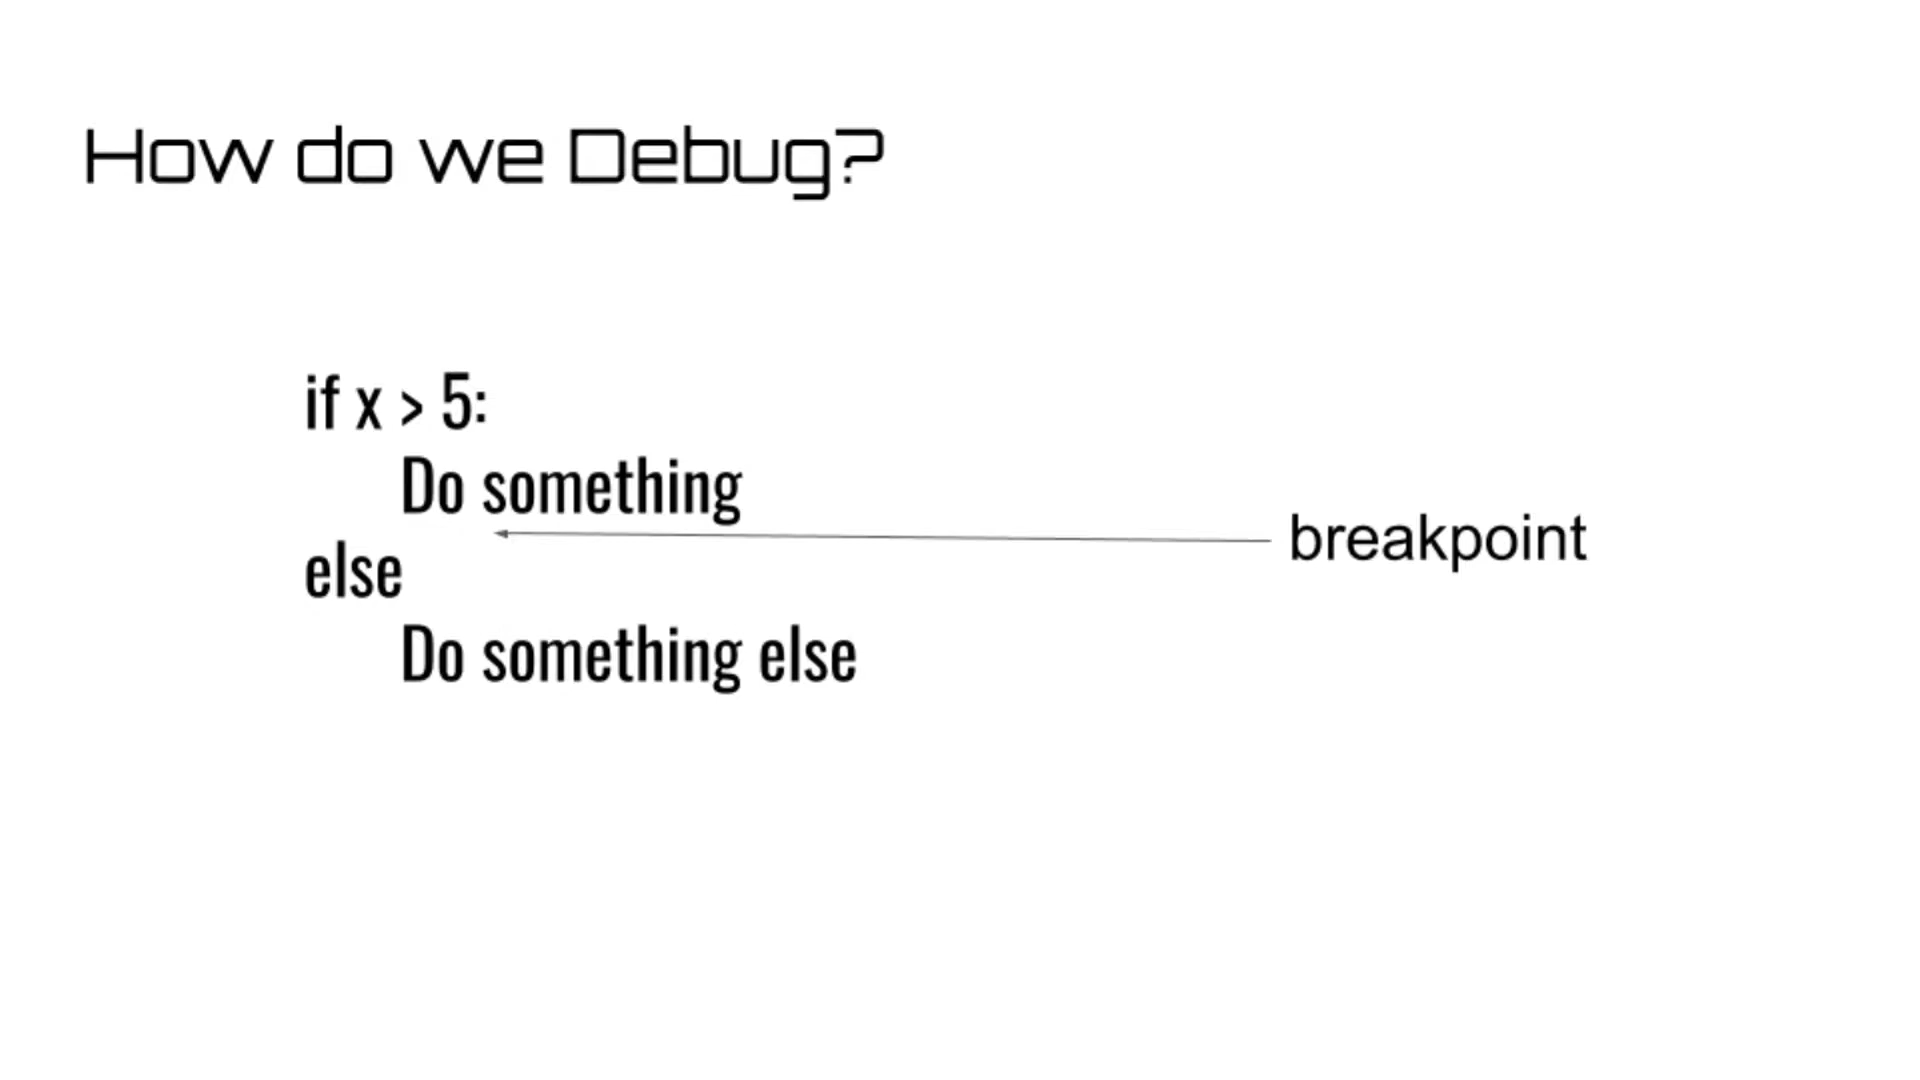 How do we Debug?
if x > 5:
Do something
breakpoint
else
Do something else